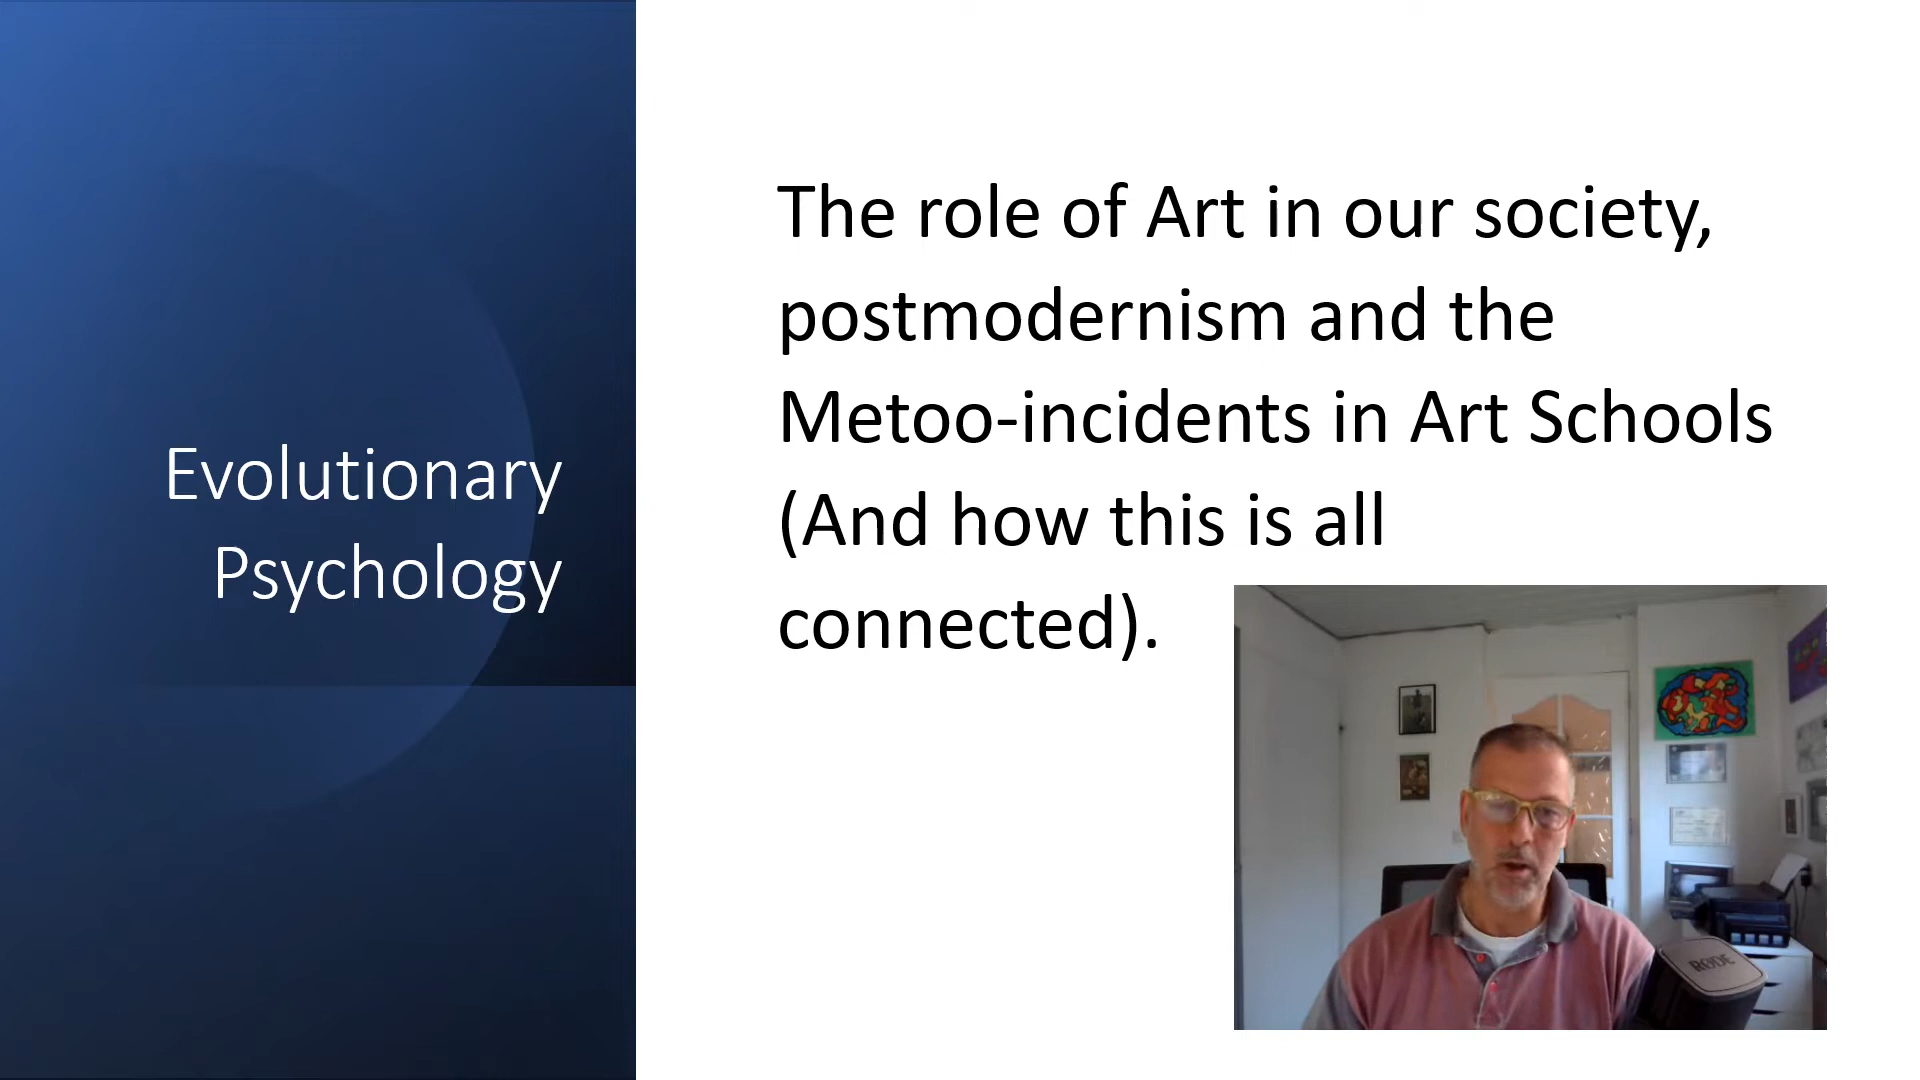 Evolutionary
Psychology
The role of Art in our society,
postmodernism and the
Metoo-incidents in Art Schools
(And how this is all
connected).
RØDE